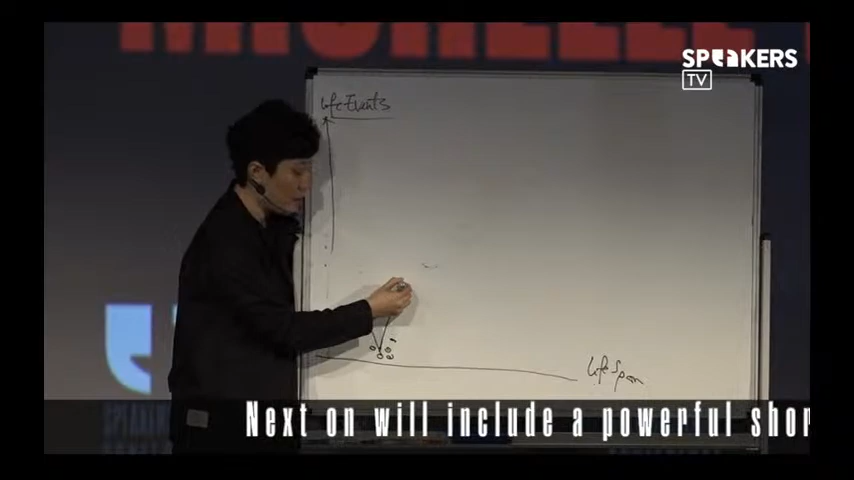 SPEAKERS
TV
Life Events
Life Span
Next on will include a powerful shor